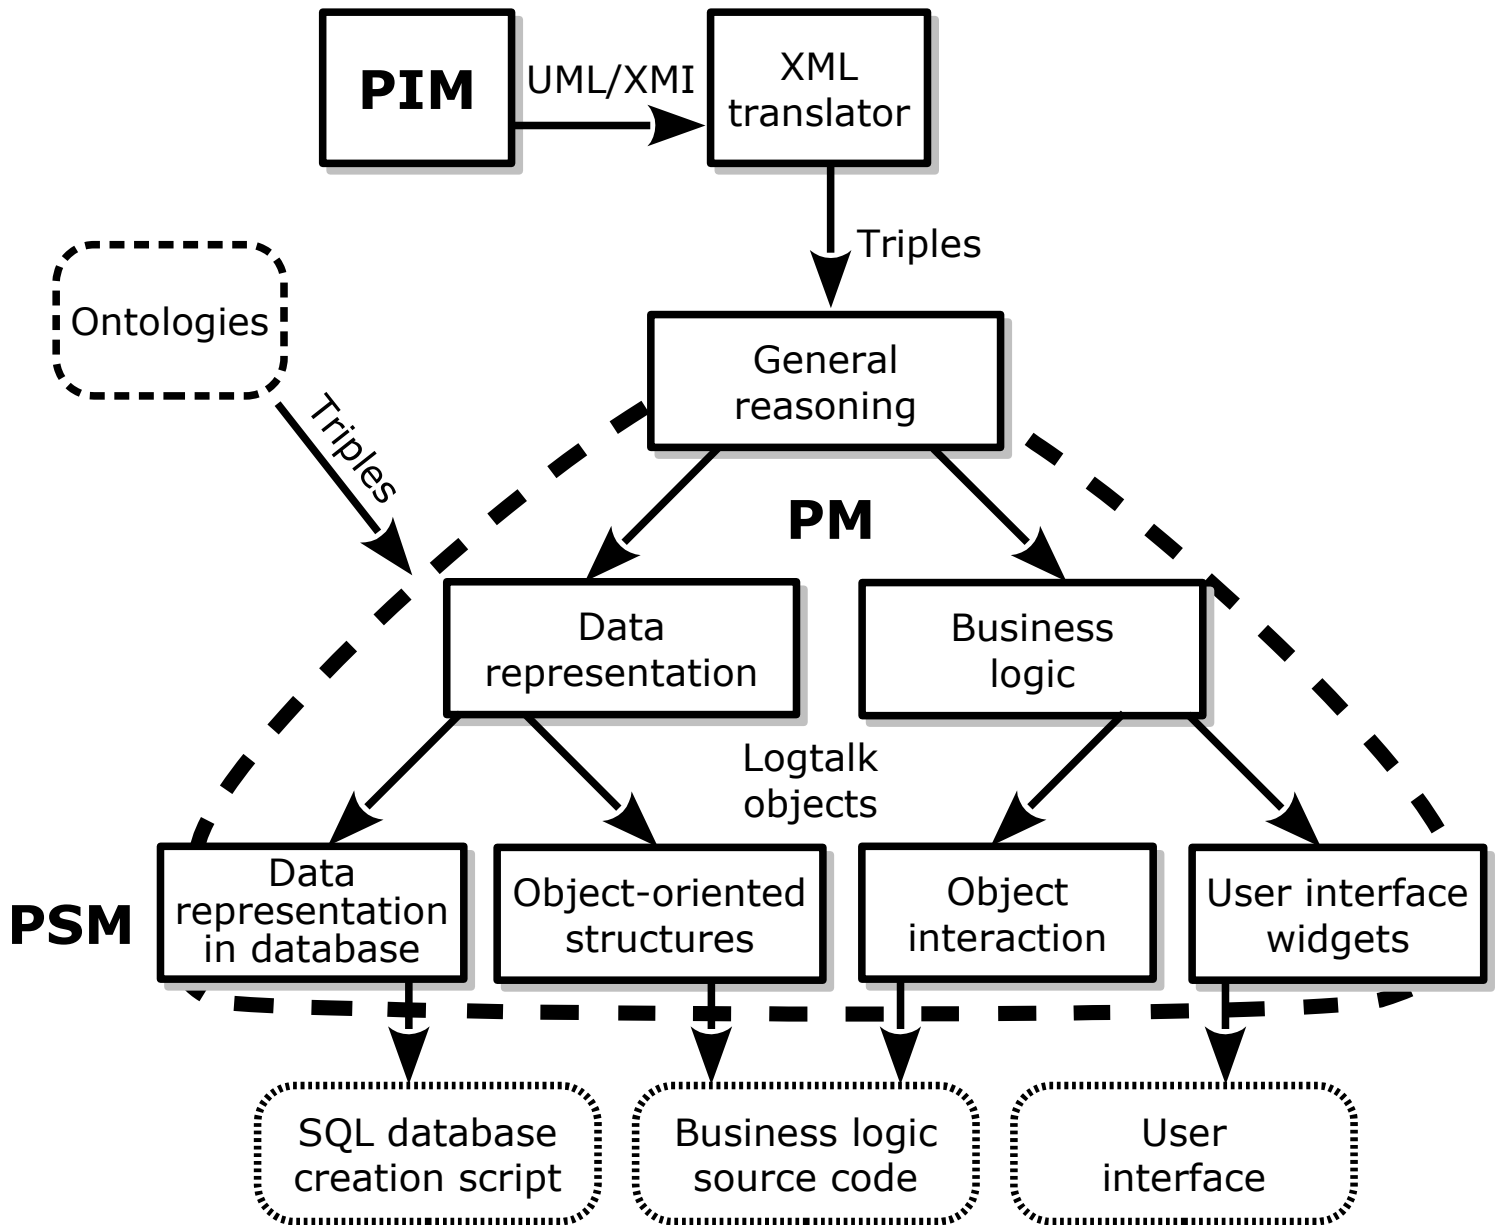 PIM
UML/XMI
XML
translator
Triples
Ontologies
Triples
General
reasoning
PM
Data
representation
Business
logic
Logtalk
objects
PSM
Data
representation
in database
Object-oriented
structures
Object
interaction
User interface
widgets
SQL database
creation script
Business logic
source code
User
interface